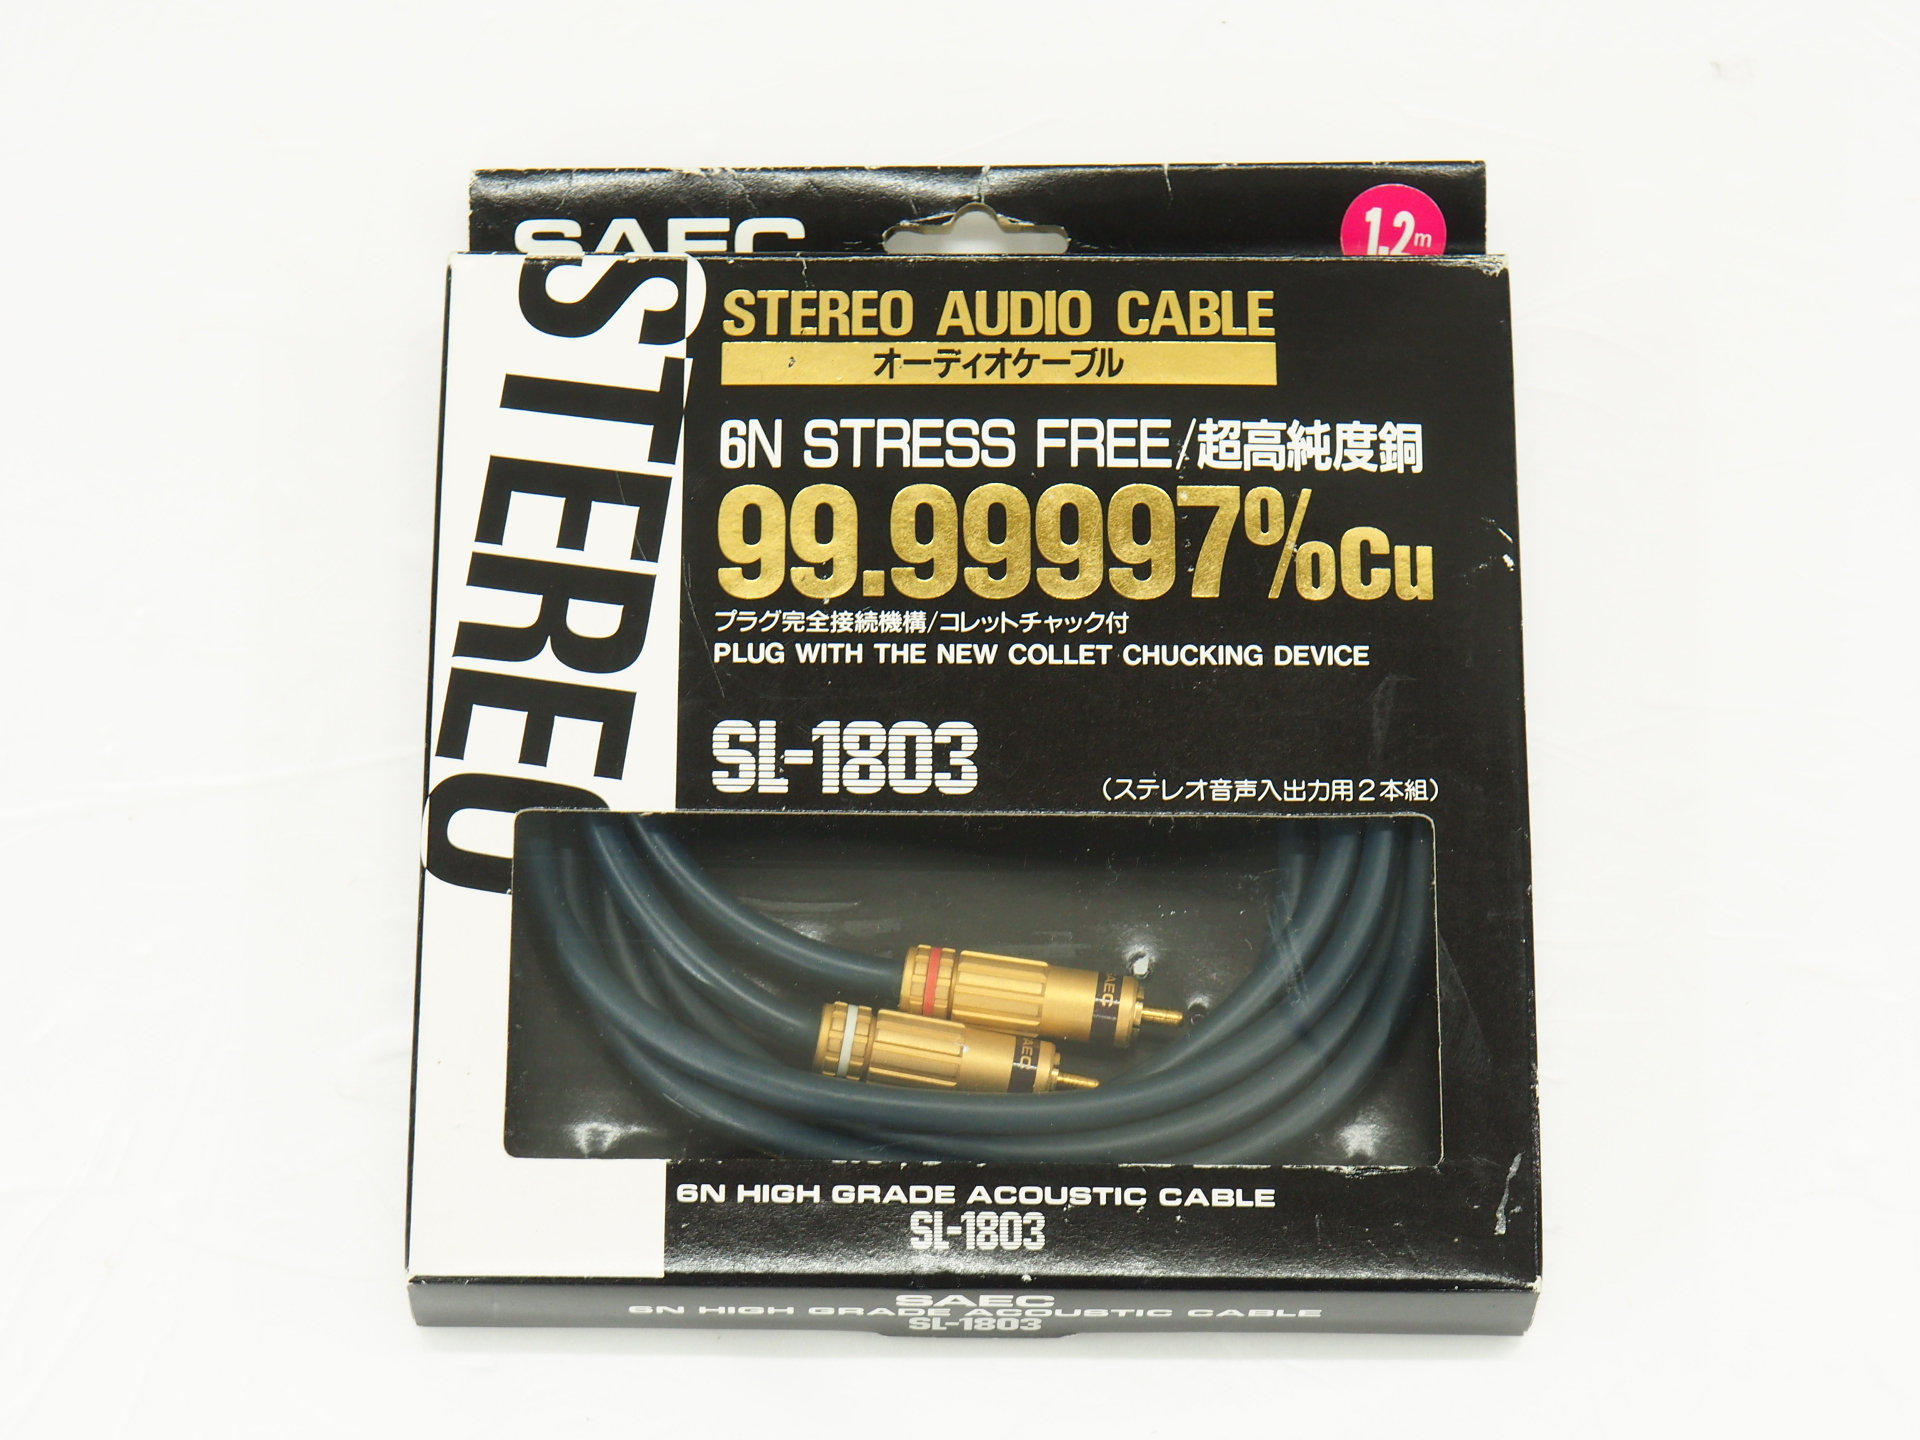 SAEC
1.2m
STEREO
STEREO AUDIO CABLE
オーディオケーブル
6N STRESS FREE/超高純度銅
99.99997%Cu
プラグ完全接続機構/コレットチャック付
PLUG WITH THE NEW COLLET CHUCKING DEVICE
SL-1803
(ステレオ音声入出力用2本組)
SAEC
SAEC
6N HIGH GRADE ACOUSTIC CABLE
SL-1803
SAEC
6N HIGH GRADE ACOUSTIC CABLE
SL-1803